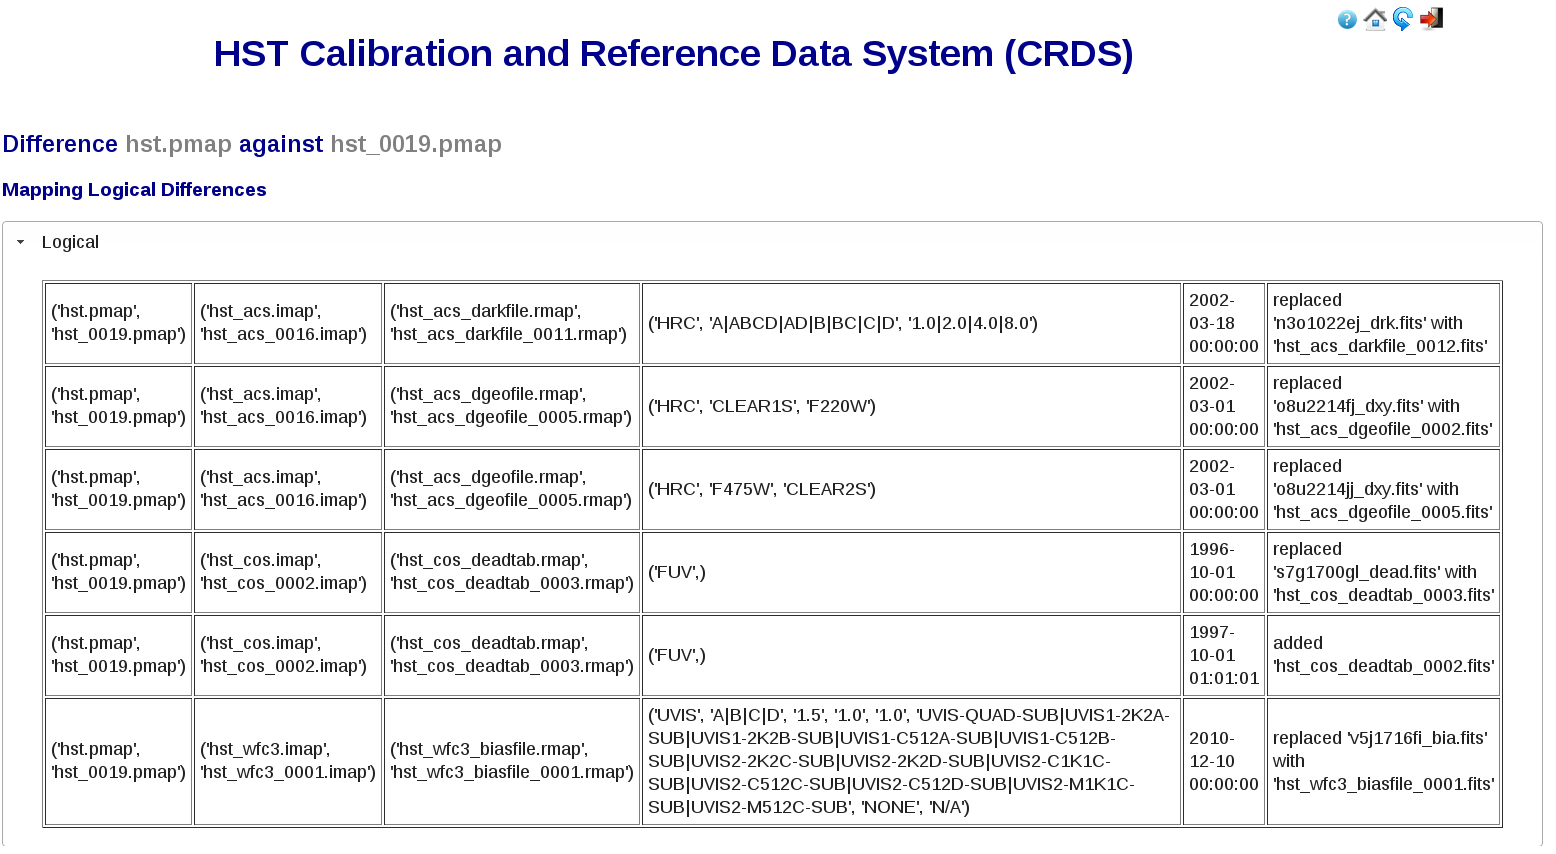 ?
HST Calibration and Reference Data System (CRDS)
Difference hst.pmap against hst_0019.pmap
Mapping Logical Differences
Logical
('hst.pmap',
'hst_0019.pmap')
('hst_acs.imap',
'hst_acs_0016.imap')
('hst_acs_darkfile.rmap',
'hst_acs_darkfile_0011.rmap')
('HRC', 'A|ABCD|AD|B|BC|C|D', '1.0|2.0|4.0|8.0')
2002-
03-18
00:00:00
replaced
'n3o1022ej_drk.fits' with
'hst_acs_darkfile_0012.fits'
('hst.pmap',
'hst_0019.pmap')
('hst_acs.imap',
'hst_acs_0016.imap')
('hst_acs_dgeofile.rmap',
'hst_acs_dgeofile_0005.rmap')
('HRC', 'CLEAR1S', 'F220W')
2002-
03-01
00:00:00
replaced
'o8u2214fj_dxy.fits' with
'hst_acs_dgeofile_0002.fits'
('hst.pmap',
'hst_0019.pmap')
('hst_acs.imap',
'hst_acs_0016.imap')
('hst_acs_dgeofile.rmap',
'hst_acs_dgeofile_0005.rmap')
('HRC', 'F475W', 'CLEAR2S')
2002-
03-01
00:00:00
replaced
'o8u2214jj_dxy.fits' with
'hst_acs_dgeofile_0005.fits'
('hst.pmap',
'hst_0019.pmap')
('hst_cos.imap',
'hst_cos_0002.imap')
('hst_cos_deadtab.rmap',
'hst_cos_deadtab_0003.rmap')
('FUV',)
1996-
10-01
00:00:00
replaced
's7g1700gl_dead.fits' with
'hst_cos_deadtab_0003.fits'
('hst.pmap',
'hst_0019.pmap')
('hst_cos.imap',
'hst_cos_0002.imap')
('hst_cos_deadtab.rmap',
'hst_cos_deadtab_0003.rmap')
('FUV',)
1997-
10-01
01:01:01
added
'hst_cos_deadtab_0002.fits'
('hst.pmap',
'hst_0019.pmap')
('hst_wfc3.imap',
'hst_wfc3_0001.imap')
('hst_wfc3_biasfile.rmap',
'hst_wfc3_biasfile_0001.rmap')
('UVIS', 'A|B|C|D', '1.5', '1.0', '1.0', 'UVIS-QUAD-SUB|UVIS1-2K2A-
SUB|UVIS1-2K2B-SUB|UVIS1-C512A-SUB|UVIS1-C512B-
SUB|UVIS2-2K2C-SUB|UVIS2-2K2D-SUB|UVIS2-C1K1C-
SUB|UVIS2-C512C-SUB|UVIS2-C512D-SUB|UVIS2-M1K1C-
SUB|UVIS2-M512C-SUB', 'NONE', 'N/A')
2010-
12-10
00:00:00
replaced 'v5j1716fi_bia.fits'
with
'hst_wfc3_biasfile_0001.fits'